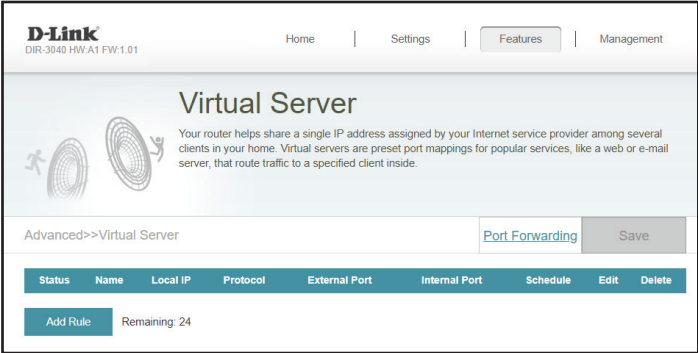 D-Link
DIR-3040 HW:A1 FW:1.01
Home | Settings | Features | Management
Virtual Server
Your router helps share a single IP address assigned by your Internet service provider among several
clients in your home. Virtual servers are preset port mappings for popular services, like a web or e-mail
server, that route traffic to a specified client inside.
Advanced>>Virtual Server
Port Forwarding
Save
Status Name Local IP Protocol External Port Internal Port Schedule Edit Delete
Add Rule Remaining: 24